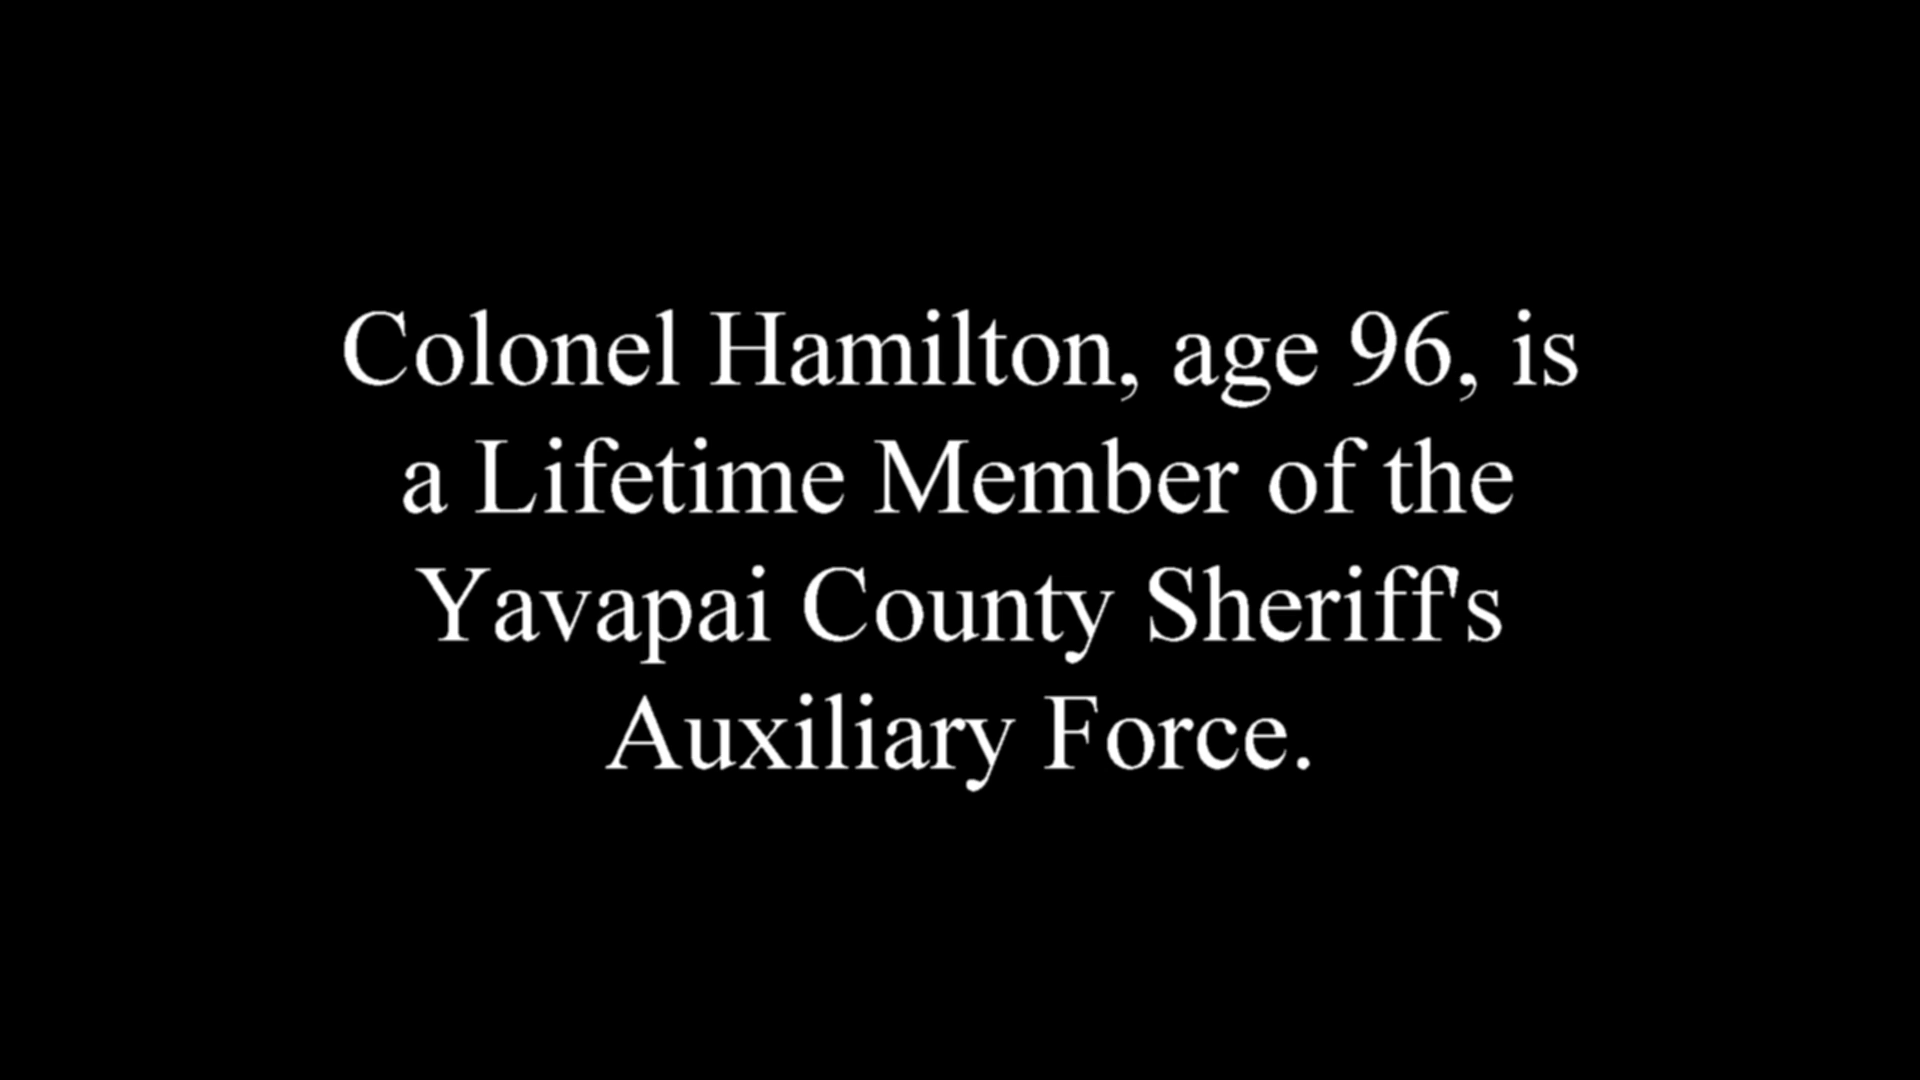 Colonel Hamilton, age 96, is
a Lifetime Member of the
Yavapai County Sheriff's
Auxiliary Force.